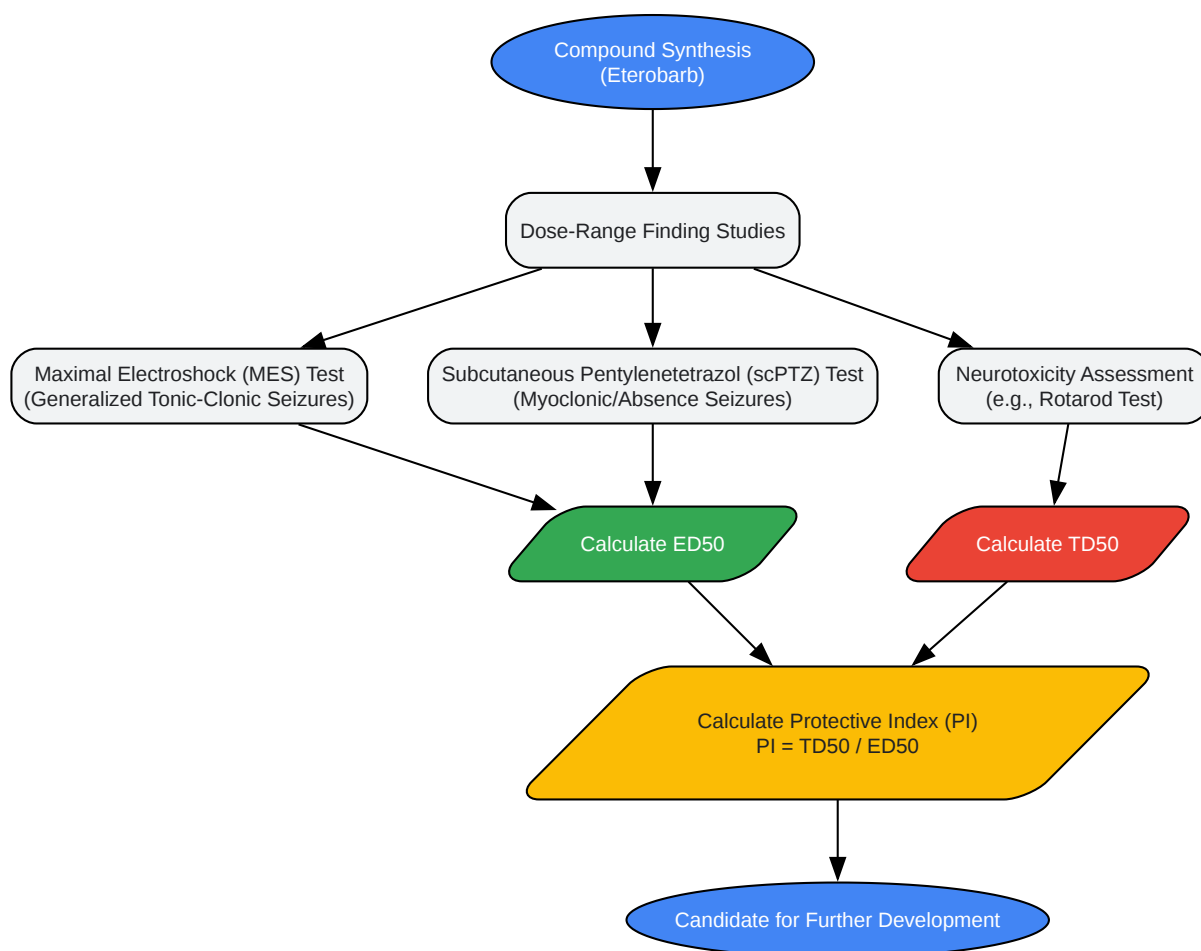 Compound Synthesis
(Eterobarb)
Dose-Range Finding Studies
Maximal Electroshock (MES) Test
(Generalized Tonic-Clonic Seizures)
Subcutaneous Pentylenetetrazol (scPTZ) Test
(Myoclonic/Absence Seizures)
Neurotoxicity Assessment
(e.g., Rotarod Test)
Calculate ED50
Calculate TD50
Calculate Protective Index (PI)
PI = TD50 / ED50
Candidate for Further Development